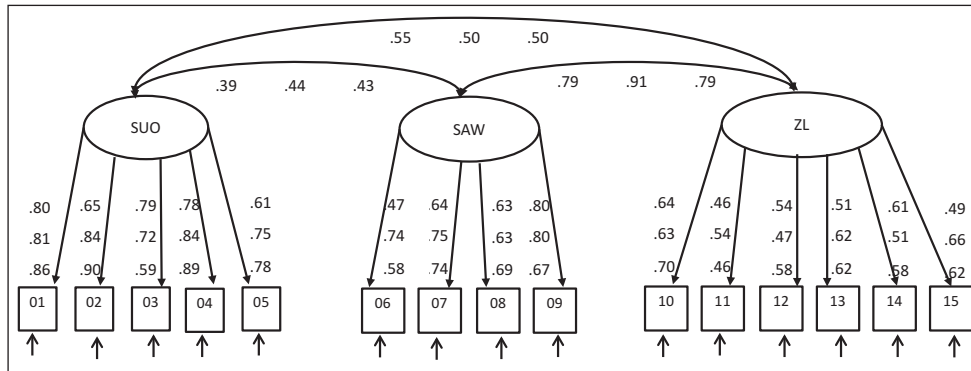 .55 .50 .50
.39 .44 .43 .79 .91 .79
SUO SAW ZL
.80 .65 .79 .78 .61 .47 .64 .63 .80 .64 .46 .54 .51 .61 .49
.81 .84 .72 .84 .75 .74 .75 .63 .80 .63 .54 .47 .62 .51 .66
.86 .90 .59 .89 .78 .58 .74 .69 .67 .70 .46 .58 .62 .58 .62
01 02 03 04 05 06 07 08 09 10 11 12 13 14 15